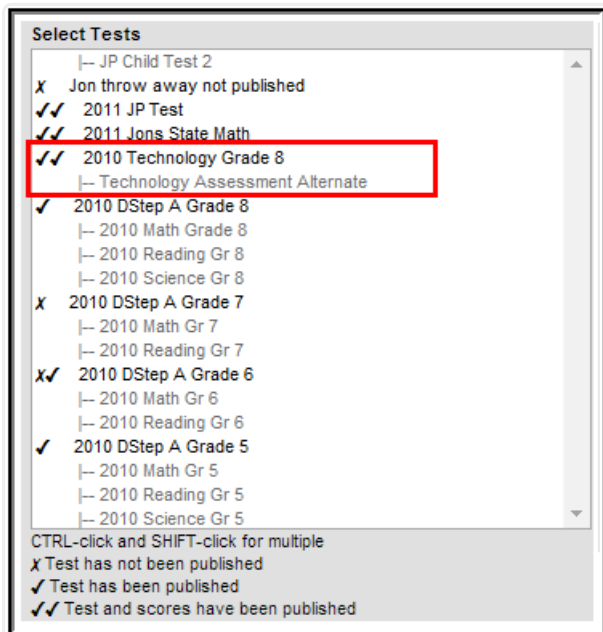 Select Tests
|-- JP Child Test 2
✗ Jon throw away not published
✓✓ 2011 JP Test
✓✓ 2011 Jons State Math
✓✓ 2010 Technology Grade 8
|-- Technology Assessment Alternate
✓ 2010 DStep A Grade 8
|-- 2010 Math Grade 8
|-- 2010 Reading Gr 8
|-- 2010 Science Gr 8
✗ 2010 DStep A Grade 7
|-- 2010 Math Gr 7
|-- 2010 Reading Gr 7
✗✓ 2010 DStep A Grade 6
|-- 2010 Math Gr 6
|-- 2010 Reading Gr 6
✓ 2010 DStep A Grade 5
|-- 2010 Math Gr 5
|-- 2010 Reading Gr 5
|-- 2010 Science Gr 5
CTRL-click and SHIFT-click for multiple
✗ Test has not been published
✓ Test has been published
✓✓ Test and scores have been published